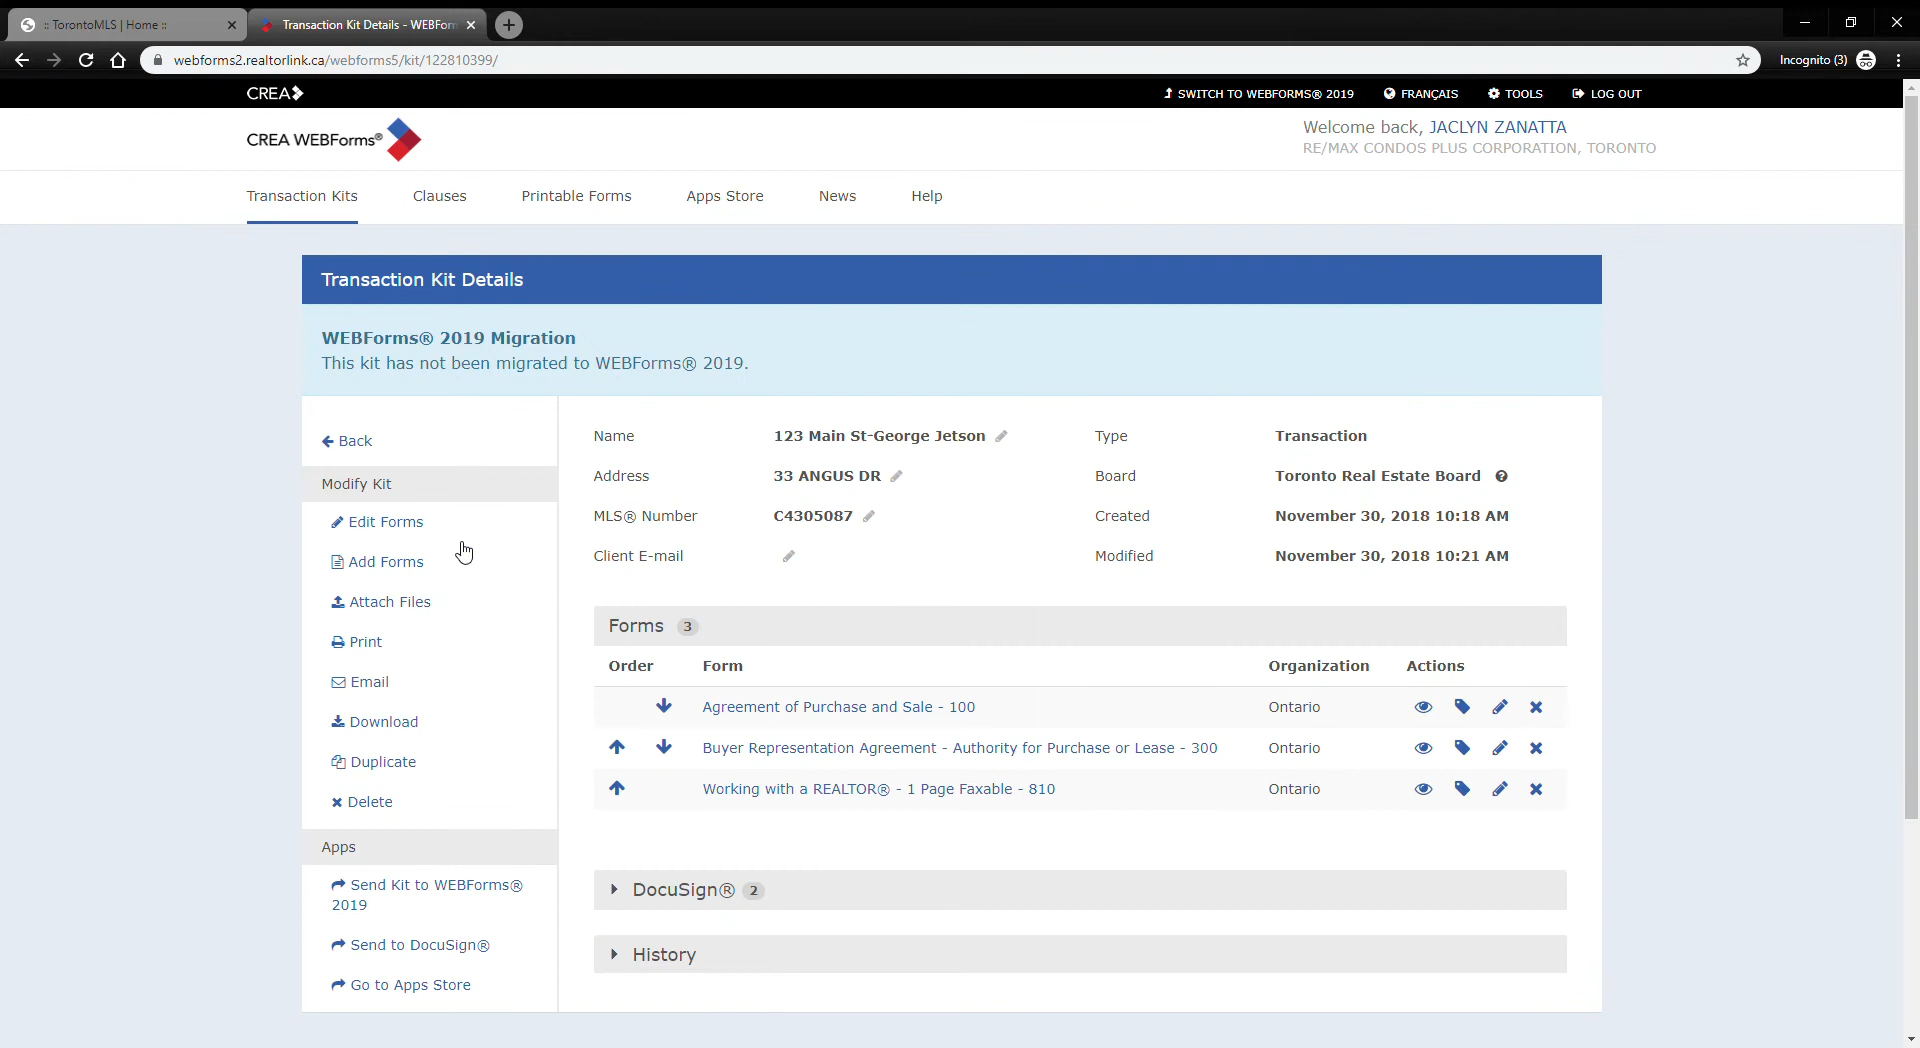 :: TorontoMLS | Home ::
Transaction Kit Details - WEBForm
webforms2.realtorlink.ca/webforms5/kit/122810399/
Incognito (3)
CREA
SWITCH TO WEBFORMS® 2019
FRANÇAIS
TOOLS
LOG OUT
CREA WEBForms®
Welcome back, JACLYN ZANATTA
RE/MAX CONDOS PLUS CORPORATION, TORONTO
Transaction Kits
Clauses
Printable Forms
Apps Store
News
Help
Transaction Kit Details
WEBForms® 2019 Migration
This kit has not been migrated to WEBForms® 2019.
Back
Modify Kit
Edit Forms
Add Forms
Attach Files
Print
Email
Download
Duplicate
Delete
Apps
Send Kit to WEBForms®
2019
Send to DocuSign®
Go to Apps Store
Name 123 Main St-George Jetson Type Transaction
Address 33 ANGUS DR Board Toronto Real Estate Board
MLS® Number C4305087 Created November 30, 2018 10:18 AM
Client E-mail Modified November 30, 2018 10:21 AM
Forms 3
Order Form Organization Actions
Agreement of Purchase and Sale - 100 Ontario
Buyer Representation Agreement - Authority for Purchase or Lease - 300 Ontario
Working with a REALTOR® - 1 Page Faxable - 810 Ontario
DocuSign® 2
History